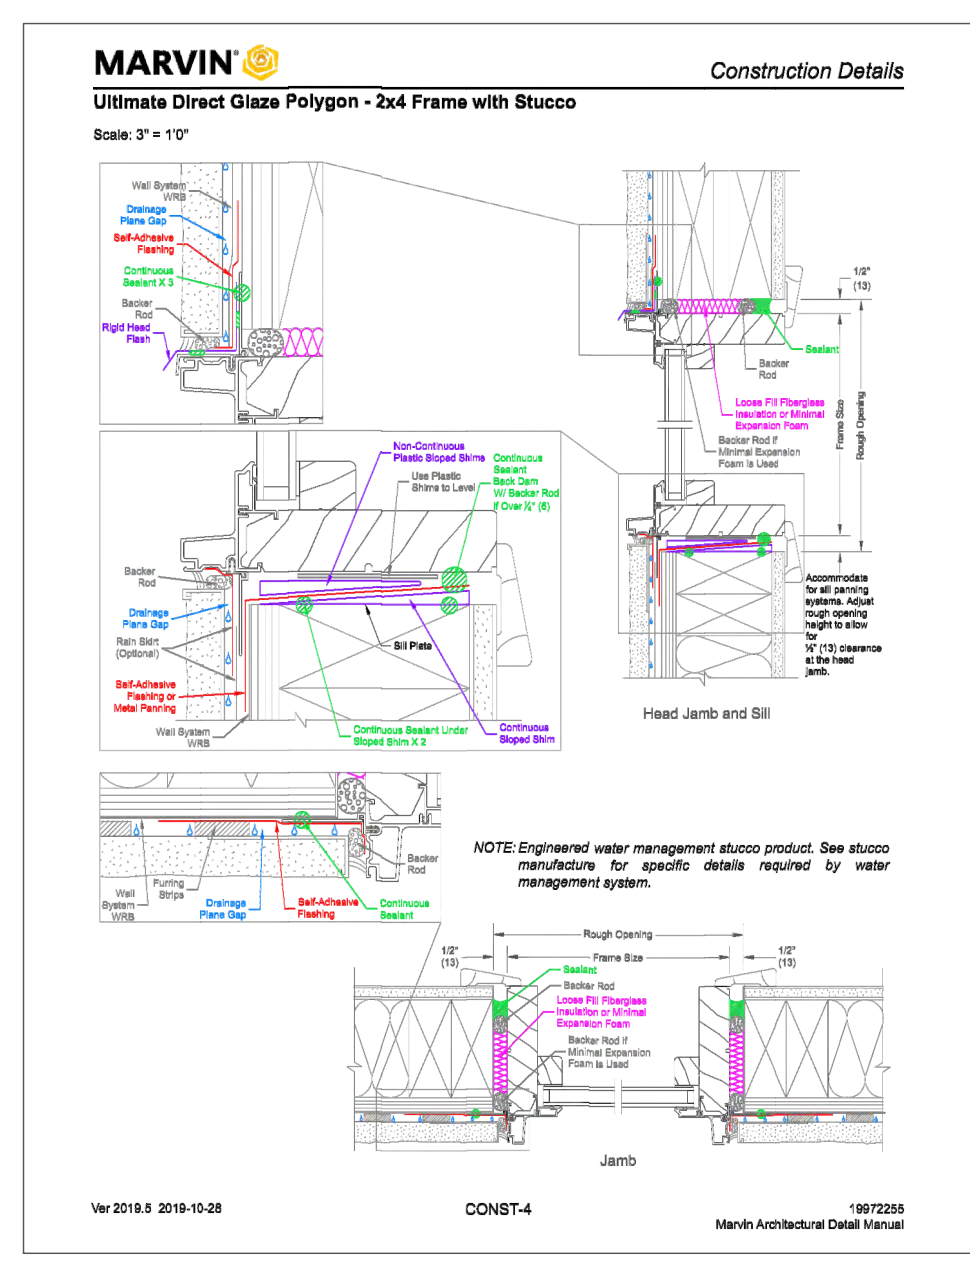 MARVIN®
Construction Details
Ultimate Direct Glaze Polygon - 2x4 Frame with Stucco
Scale: 3" = 1'0"
Wall System
WRB
Drainage
Plane Gap
Self-Adhesive
Flashing
Continuous
Sealant X 3
Backer
Rod
Rigid Head
Flash
1/2"
(13)
Sealant
Backer
Rod
Loose Fill Fiberglass
Insulation or Minimal
Expansion Foam
Backer Rod If
Minimal Expansion
Foam is Used
Frame Size
Rough Opening
Non-Continuous
Plastic Sloped Shims
Use Plastic
Shims to Level
Continuous
Sealant
Back Dam
W/ Backer Rod
If Over ¼" (6)
Backer
Rod
Drainage
Plane Gap
Rain Skirt
(Optional)
Sill Plate
Self-Adhesive
Flashing or
Metal Panning
Wall System
WRB
Continuous Sealant Under
Sloped Shim X 2
Continuous
Sloped Shim
Accommodate
for sill panning
systems. Adjust
rough opening
height to allow
for
½" (13) clearance
at the head
jamb.
Head Jamb and Sill
Backer
Rod
Furring
Strips
Wall
System
WRB
Drainage
Plane Gap
Self-Adhesive
Flashing
Continuous
Sealant
NOTE: Engineered water management stucco product. See stucco
manufacture for specific details required by water
management system.
Rough Opening
1/2"
(13)
Frame Size
1/2"
(13)
Sealant
Backer Rod
Loose Fill Fiberglass
Insulation or Minimal
Expansion Foam
Backer Rod If
Minimal Expansion
Foam is Used
Jamb
Ver 2019.5 2019-10-28
CONST-4
19972255
Marvin Architectural Detail Manual